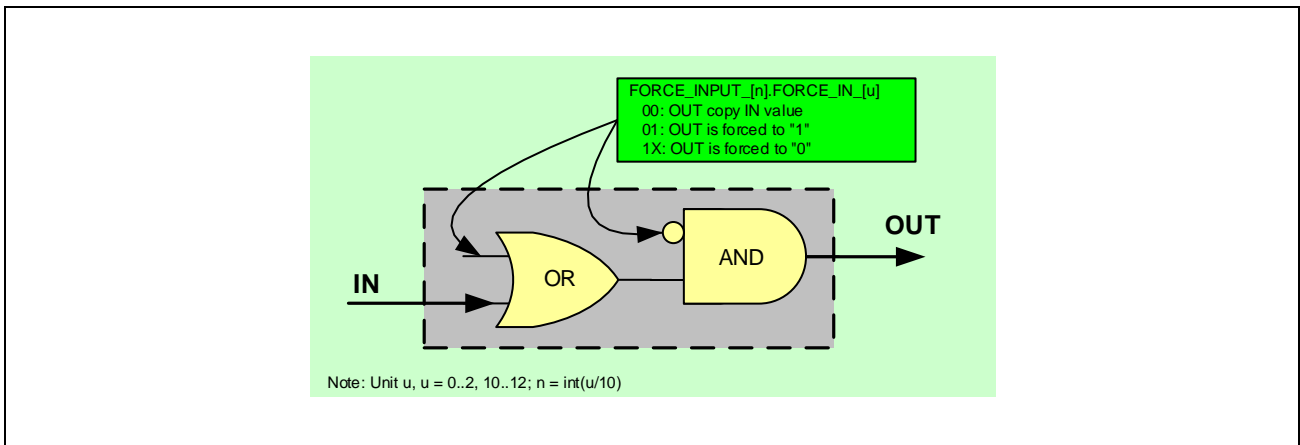 FORCE_INPUT_[n].FORCE_IN_[u]
00: OUT copy IN value
01: OUT is forced to "1"
1X: OUT is forced to "0"
OUT
AND
OR
IN
Note: Unit u, u = 0..2, 10..12; n = int(u/10)